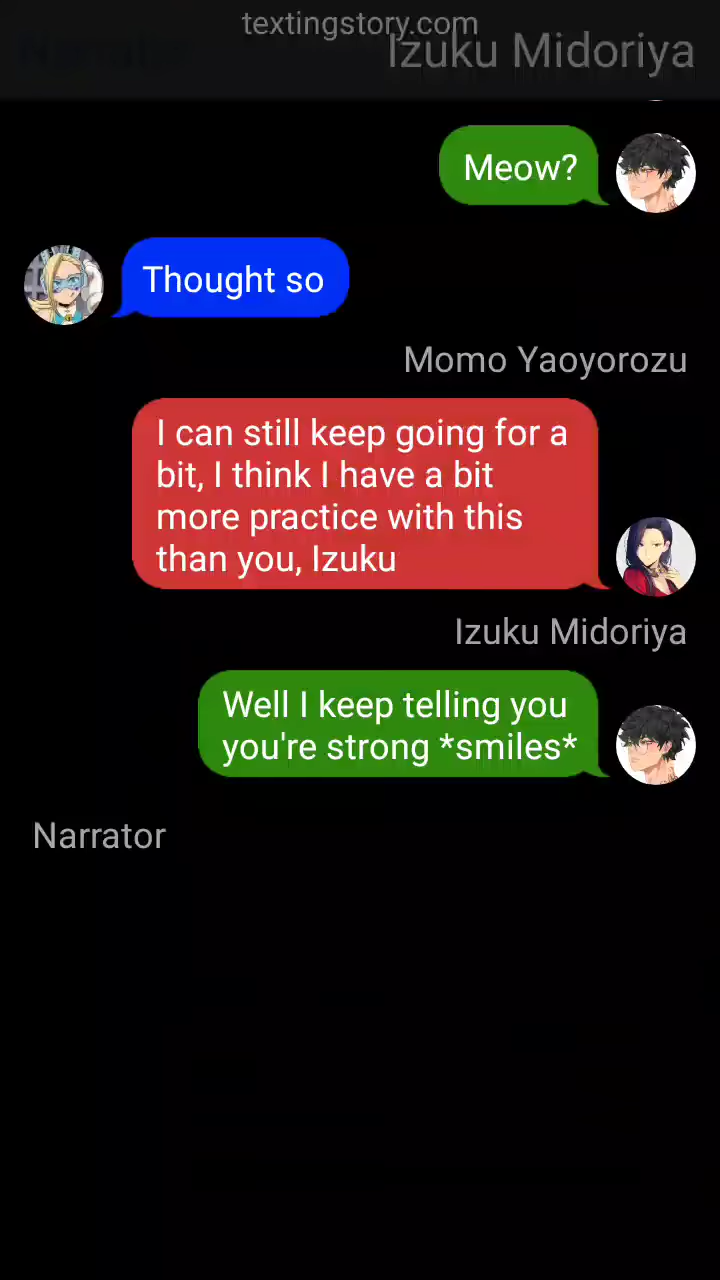 textingstory.com
Izuku Midoriya
Meow?
Thought so
Momo Yaoyorozu
I can still keep going for a
bit, I think I have a bit
more practice with this
than you, Izuku
Izuku Midoriya
Well I keep telling you
you're strong *smiles*
Narrator